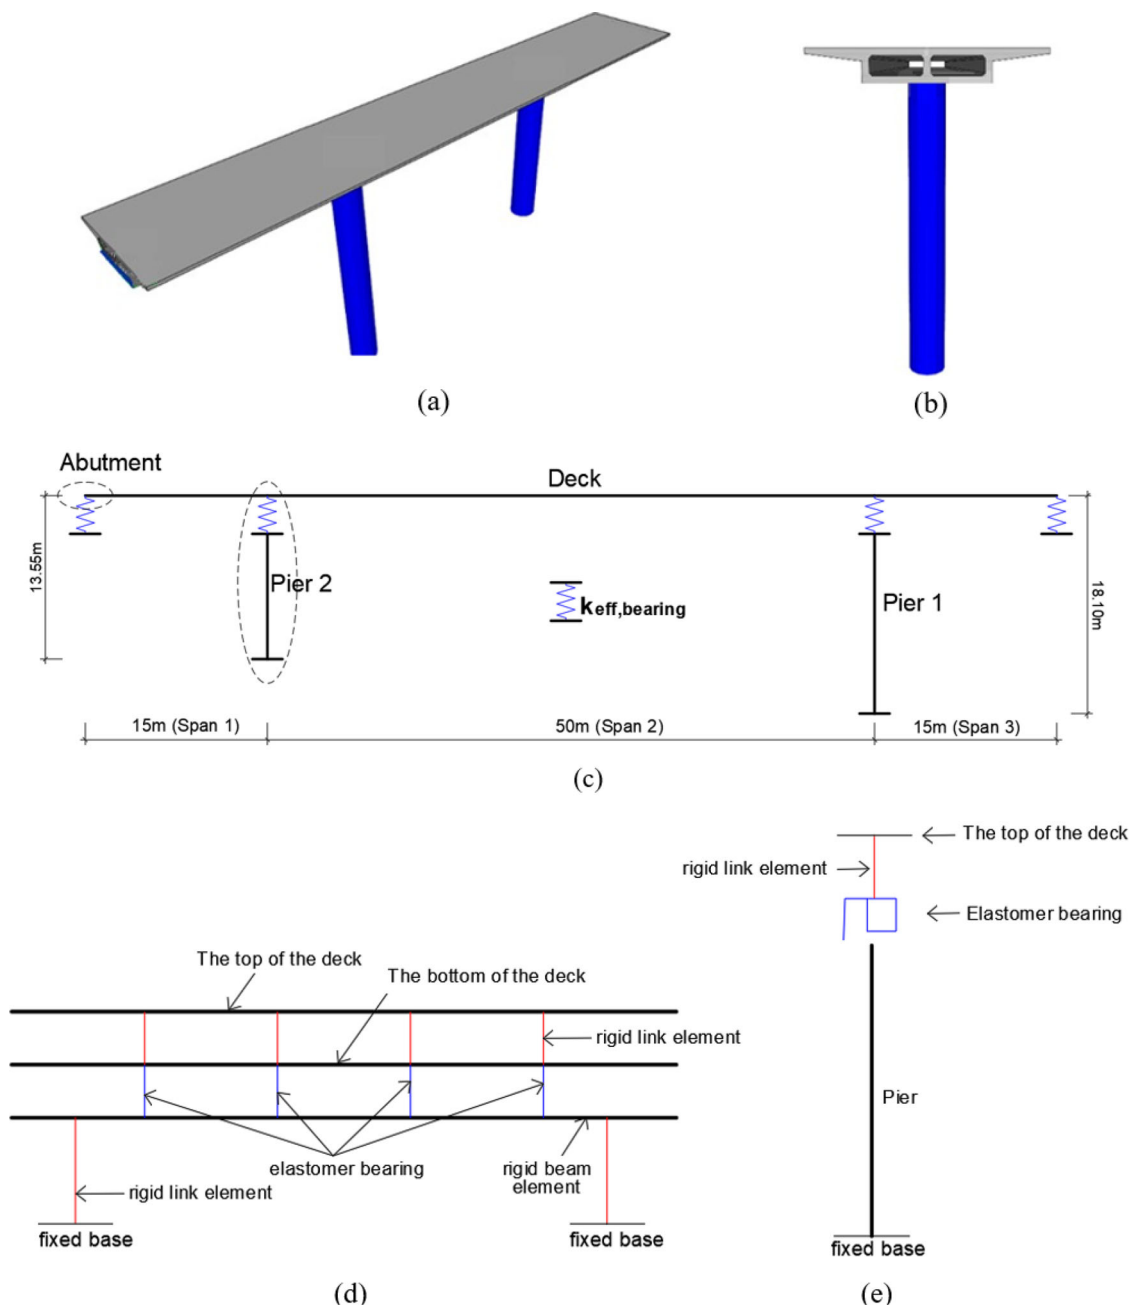 (a)
(b)
Abutment
Deck
13.55m
Pier 2
keff,bearing
Pier 1
18.10m
15m (Span 1)
50m (Span 2)
15m (Span 3)
(c)
The top of the deck
The bottom of the deck
rigid link element
elastomer bearing
rigid beam
element
rigid link element
fixed base
fixed base
(d)
The top of the deck
rigid link element
Elastomer bearing
Pier
fixed base
(e)